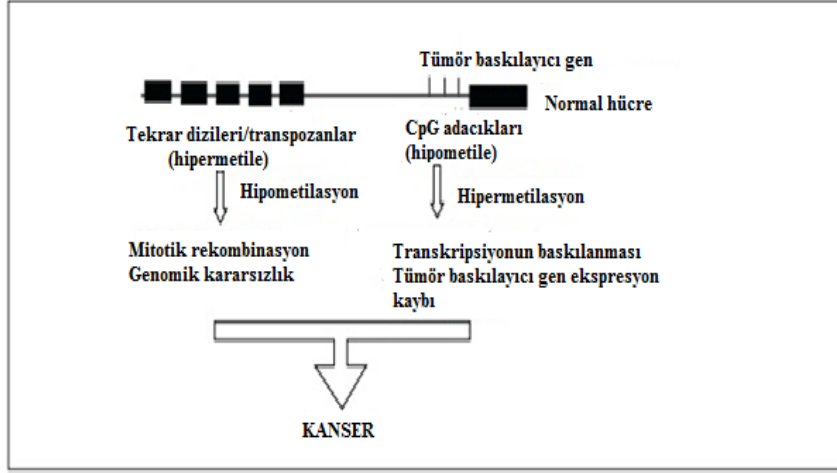 Tümör baskılayıcı gen
Normal hücre
Tekrar dizileri/transpozanlar
(hipermetile)
CpG adacıkları
(hipometile)
Hipometilasyon
Hipermetilasyon
Mitotik rekombinasyon
Genomik kararsızlık
Transkripsiyonun baskılanması
Tümör baskılayıcı gen ekspresyon
kaybı
KANSER